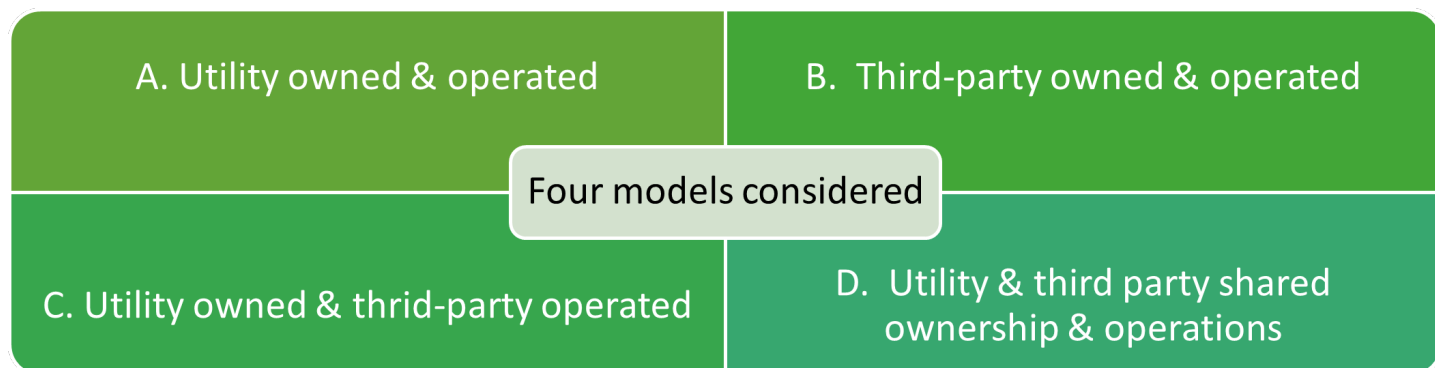 A. Utility owned & operated
B. Third-party owned & operated
Four models considered
C. Utility owned & thrid-party operated
D. Utility & third party shared
ownership & operations